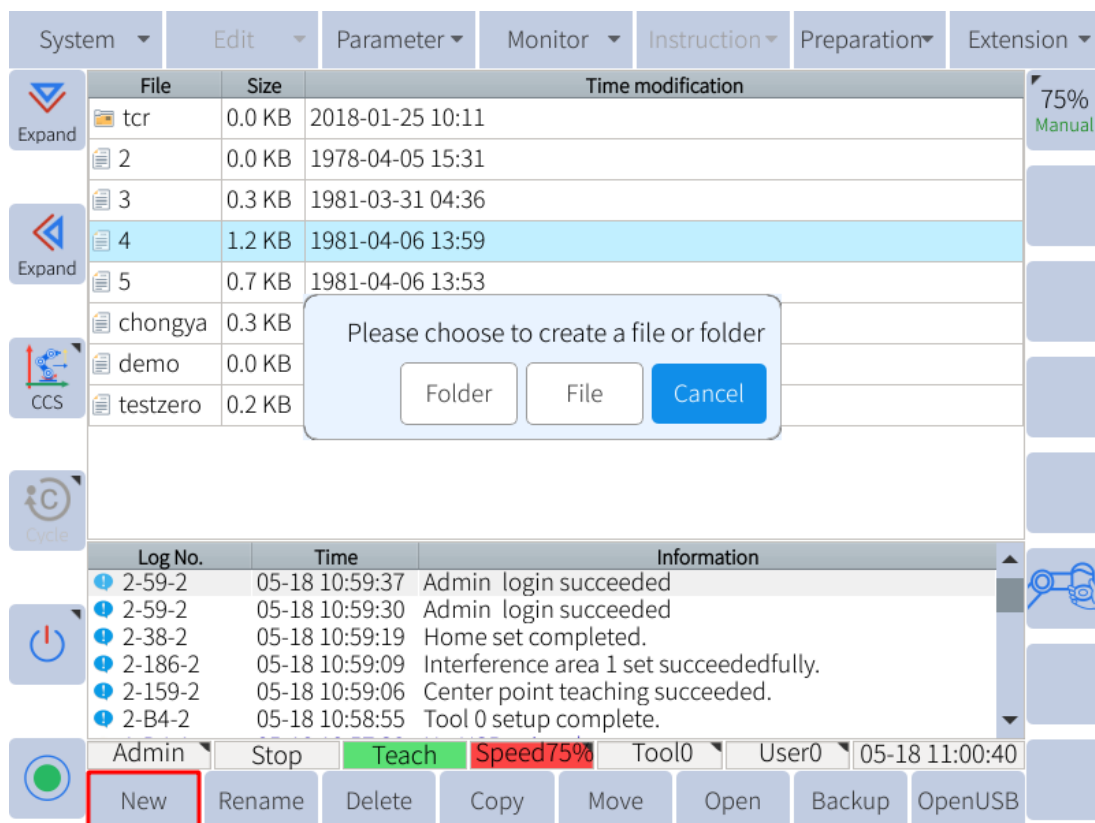 System Edit Parameter Monitor Instruction Preparation Extension
Expand
Expand
CCS
Cycle
File Size Time modification
tcr 0.0 KB 2018-01-25 10:11
2 0.0 KB 1978-04-05 15:31
3 0.3 KB 1981-03-31 04:36
4 1.2 KB 1981-04-06 13:59
5 0.7 KB 1981-04-06 13:53
chongya 0.3 KB
demo 0.0 KB
testzero 0.2 KB
Please choose to create a file or folder
Folder File Cancel
75%
Manual
Log No. Time Information
2-59-2 05-18 10:59:37 Admin login succeeded
2-59-2 05-18 10:59:30 Admin login succeeded
2-38-2 05-18 10:59:19 Home set completed.
2-186-2 05-18 10:59:09 Interference area 1 set succeededfully.
2-159-2 05-18 10:59:06 Center point teaching succeeded.
2-B4-2 05-18 10:58:55 Tool 0 setup complete.
Admin Stop Teach Speed75% Tool0 User0 05-18 11:00:40
New Rename Delete Copy Move Open Backup OpenUSB